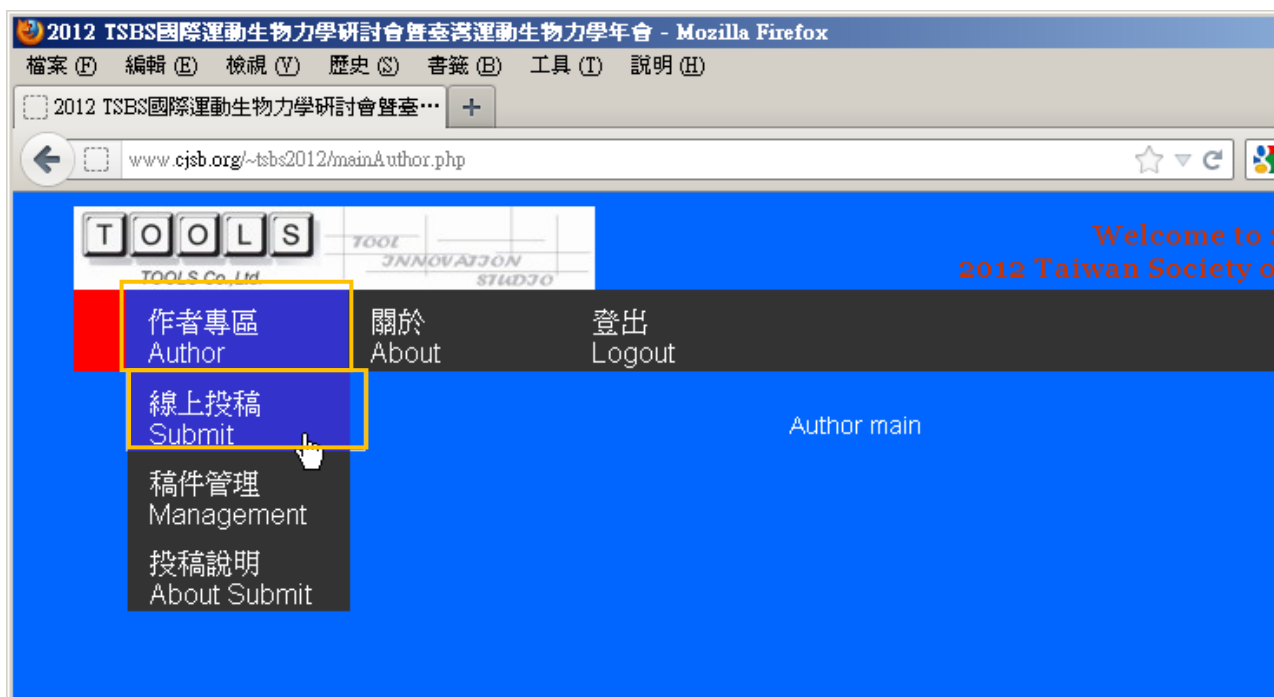 2012 TSBS國際運動生物力學研討會暨臺灣運動生物力學年會 - Mozilla Firefox
檔案(F) 編輯(E) 檢視(V) 歷史(S) 書籤(B) 工具(T) 說明(H)
2012 TSBS國際運動生物力學研討會暨臺… +
www.cjsb.org/~tsbs2012/mainAuthor.php
TOOLS
TOOLS Co.,Ltd.
TOOL
INNOVATION
STUDIO
Welcome to
2012 Taiwan Society o
作者專區 關於 登出
Author About Logout
線上投稿
Submit
Author main
稿件管理
Management
投稿說明
About Submit